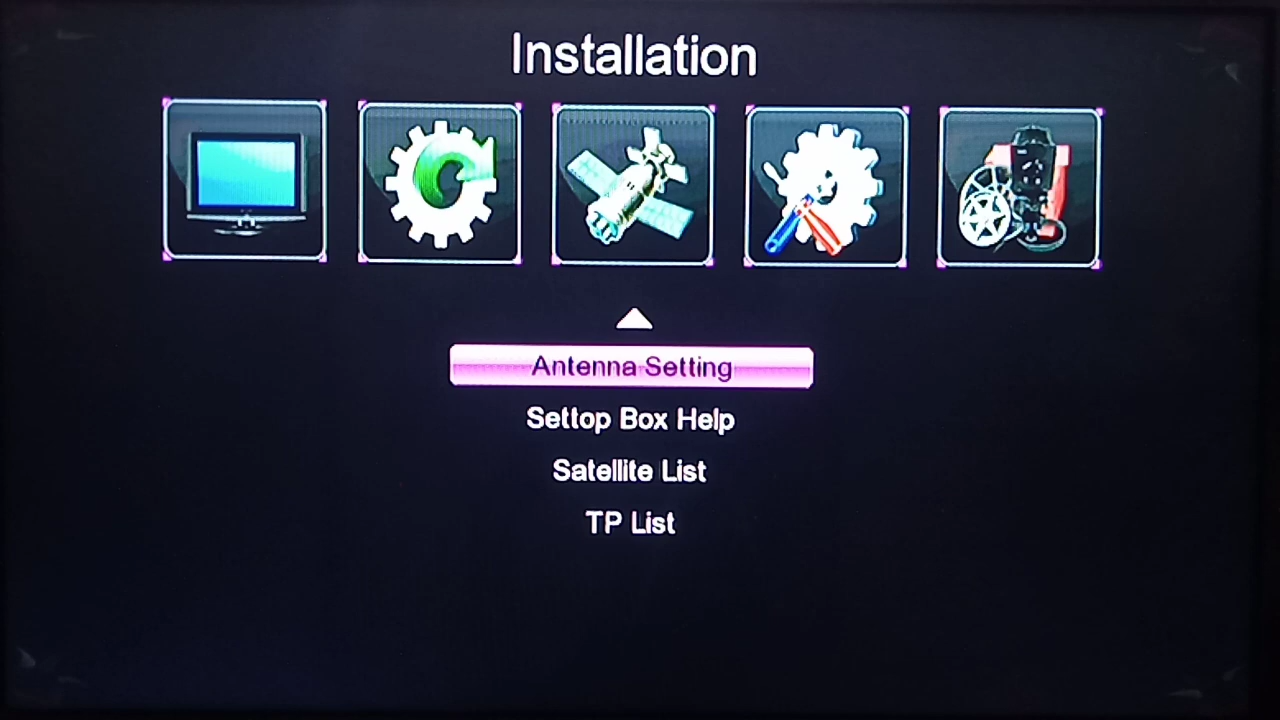 Installation
Antenna Setting
Settop Box Help
Satellite List
TP List